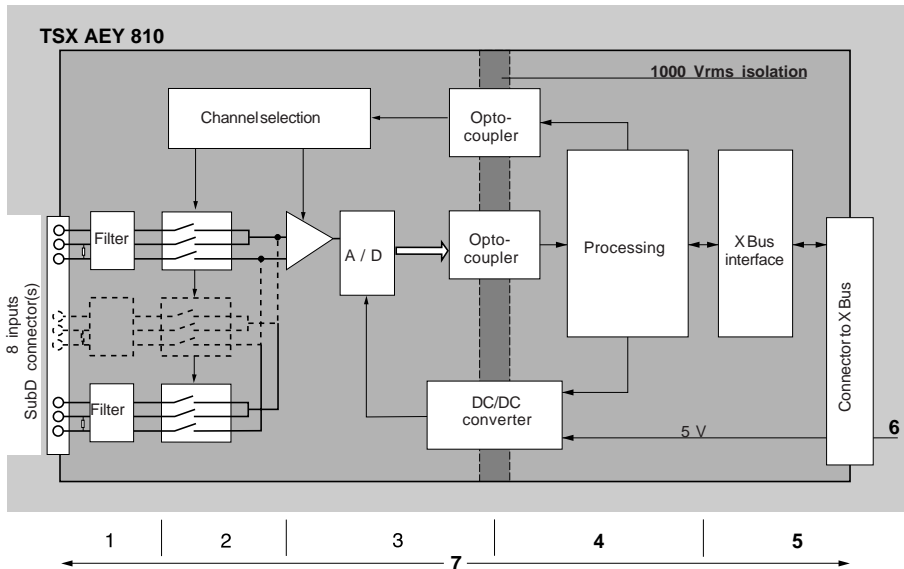 TSX AEY 810
1000 Vrms isolation
Channel selection
Opto-
coupler
Filter
A / D
Opto-
coupler
Processing
X Bus
interface
8 inputs
SubD connector(s)
Connector to X Bus
Filter
DC/DC
converter
5 V
6
1
2
3
4
5
7